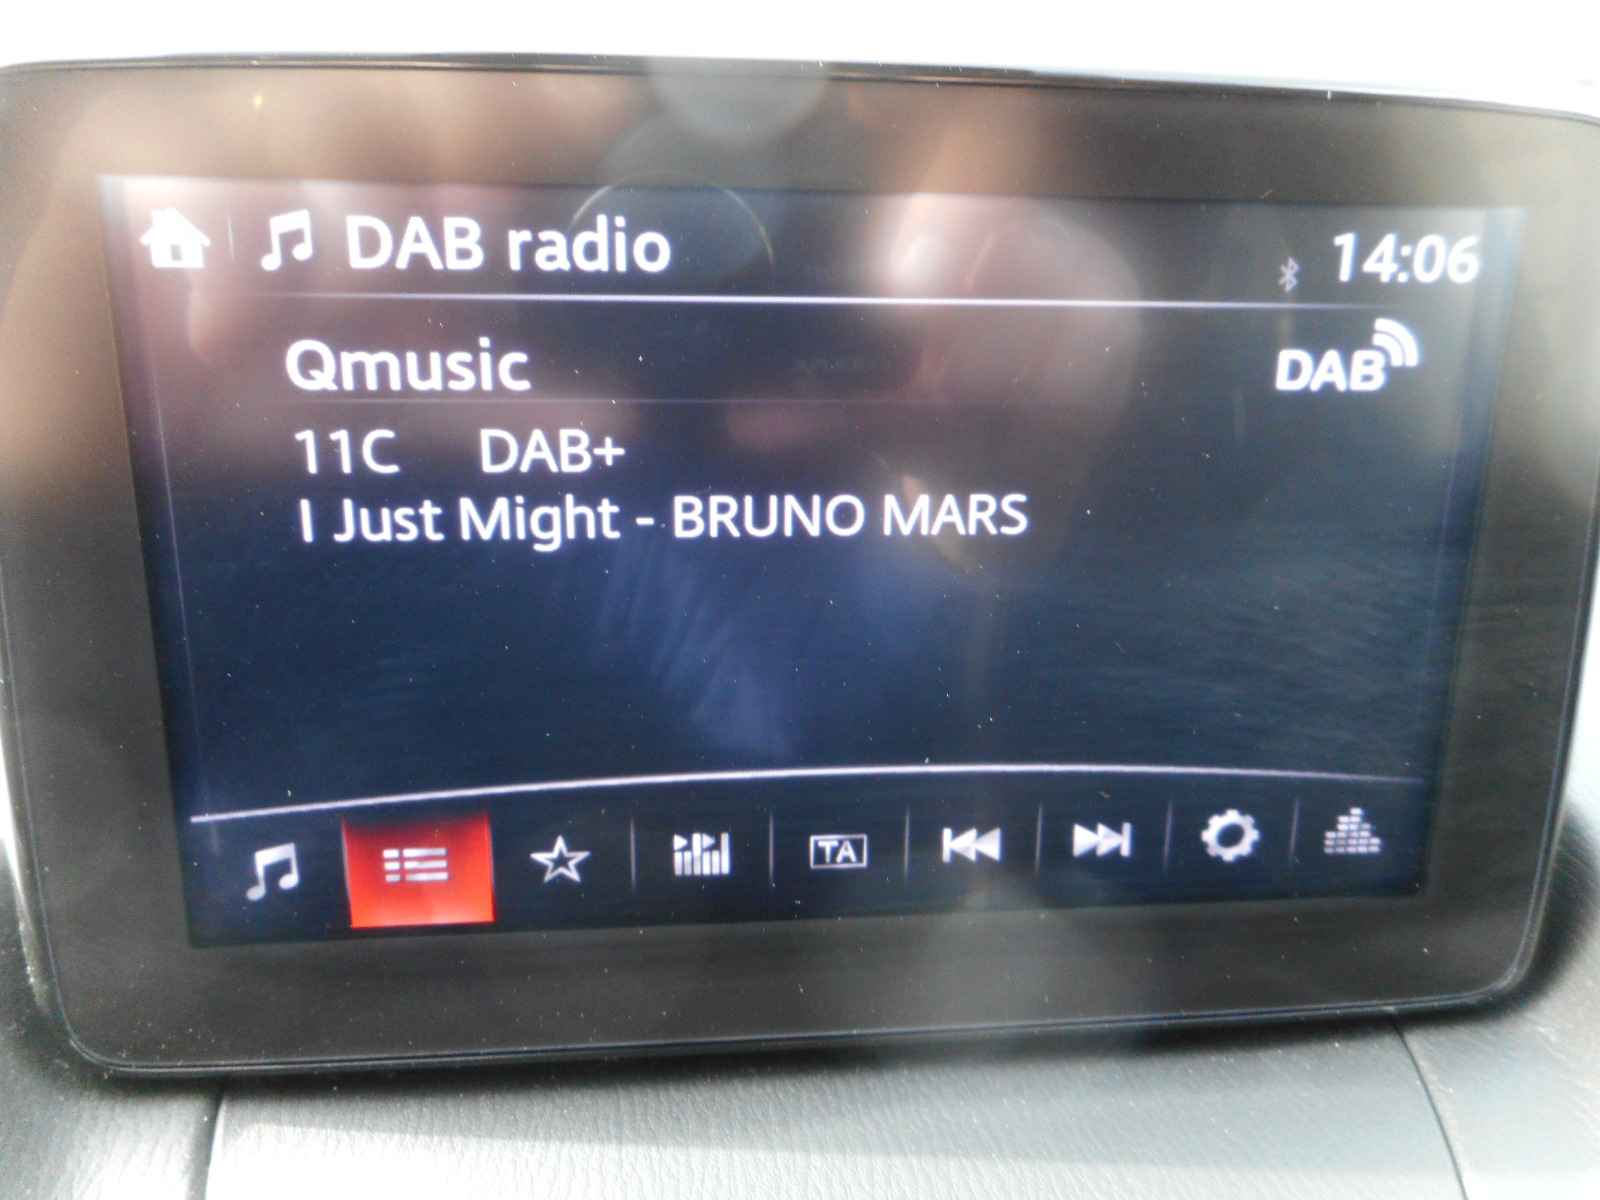 DAB radio
14:06
Qmusic
DAB
11C DAB+
I Just Might - BRUNO MARS
TA